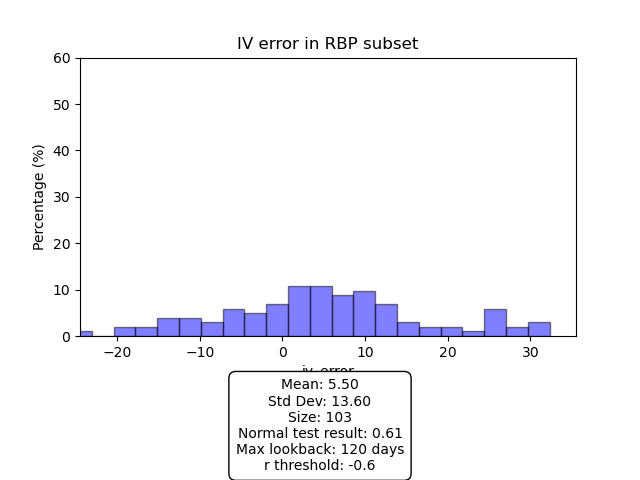 IV error in RBP subset
Percentage (%)
60
50
40
30
20
10
0
−20
−10
0
10
20
30
iv_error
Mean: 5.50
Std Dev: 13.60
Size: 103
Normal test result: 0.61
Max lookback: 120 days
r threshold: -0.6